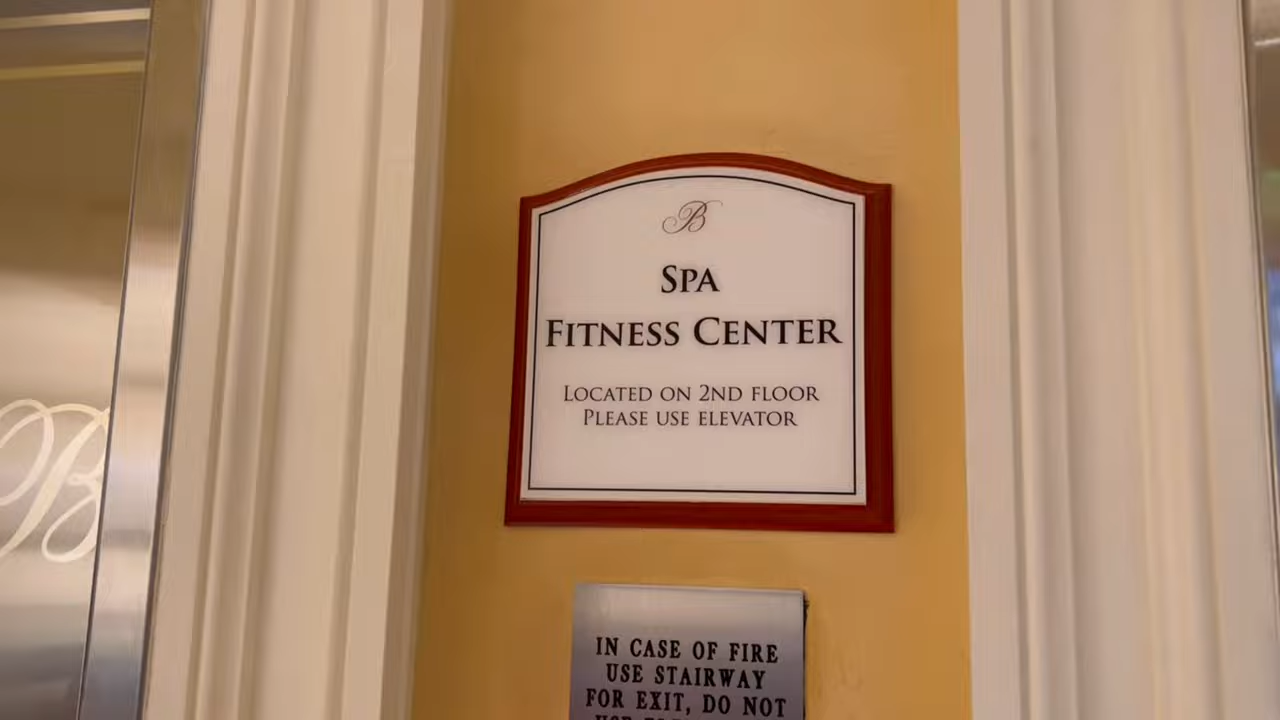 B
SPA
FITNESS CENTER
LOCATED ON 2ND FLOOR
PLEASE USE ELEVATOR
B
IN CASE OF FIRE
USE STAIRWAY
FOR EXIT, DO NOT